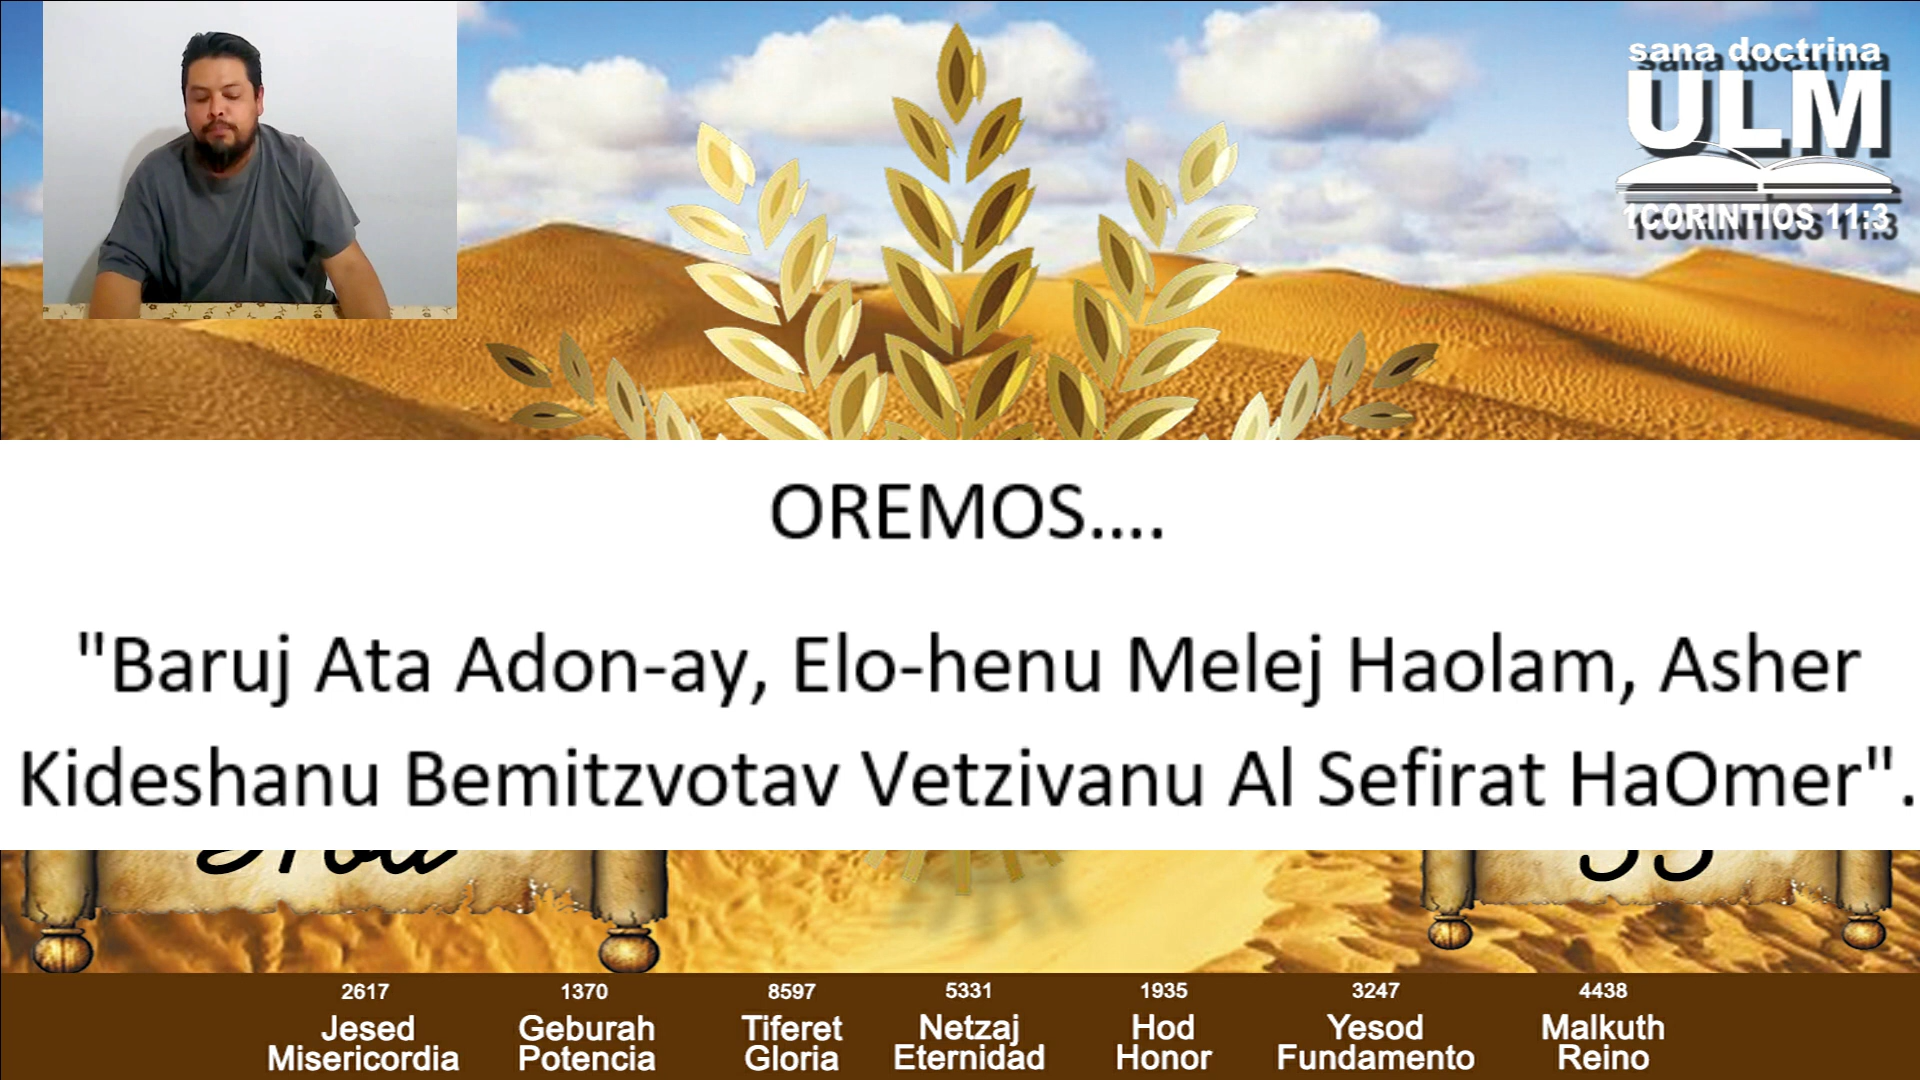 sana doctrina
ULM
1CORINTIOS 11:3
OREMOS....
"Baruj Ata Adon-ay, Elo-henu Melej Haolam, Asher
Kideshanu Bemitzvotav Vetzivanu Al Sefirat HaOmer".
2617 1370 8597 5331 1935 3247 4438
Jesed Geburah Tiferet Netzaj Hod Yesod Malkuth
Misericordia Potencia Gloria Eternidad Honor Fundamento Reino